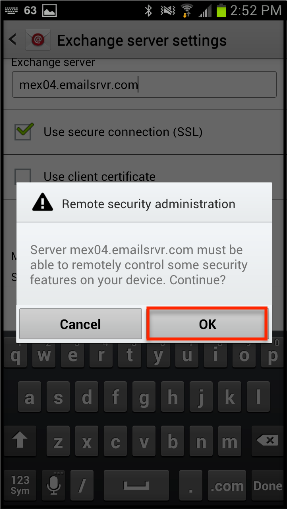 63 2:52 PM
Exchange server settings
Exchange server
mex04.emailsrvr.com
Use secure connection (SSL)
Use client certificate
Remote security administration
Server mex04.emailsrvr.com must be
able to remotely control some security
features on your device. Continue?
Cancel OK
M
S
q w e r t y u i o p
a s d f g h j k l
z x c v b n m
123
Sym / . .com Done